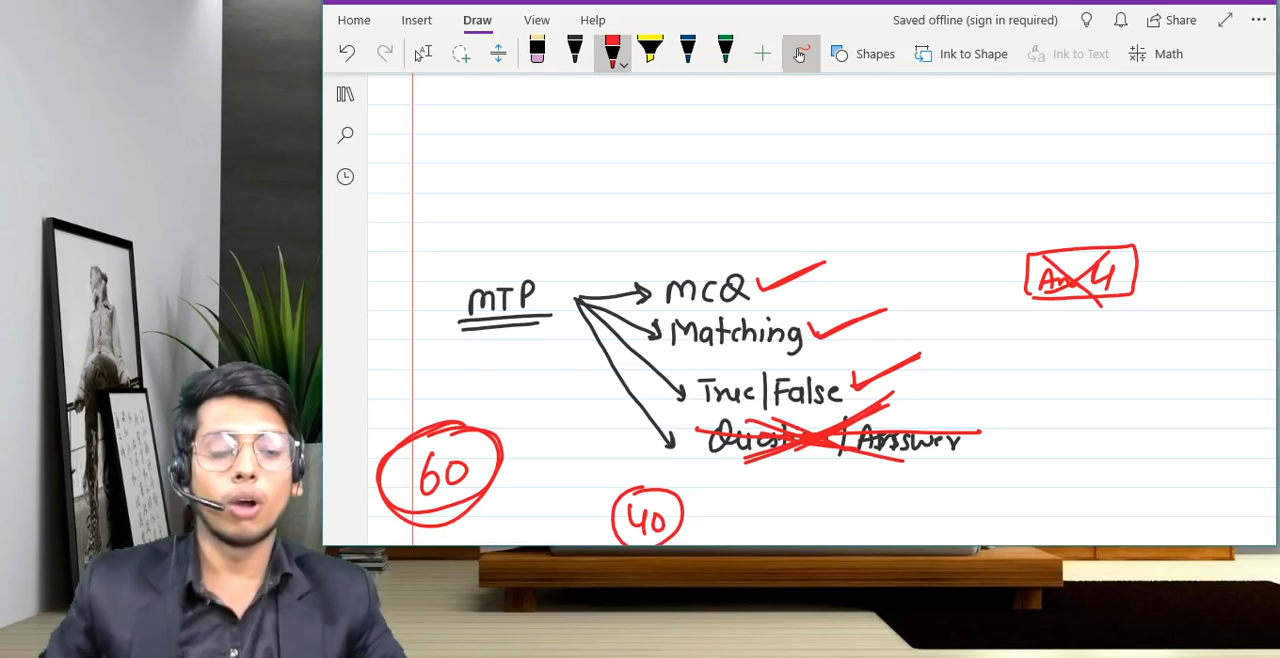 Home Insert Draw View Help Saved offline (sign in required) Share
Shapes Ink to Shape Ink to Text Math
MTP MCQ
Matching
True|False
/ Answer
60
40